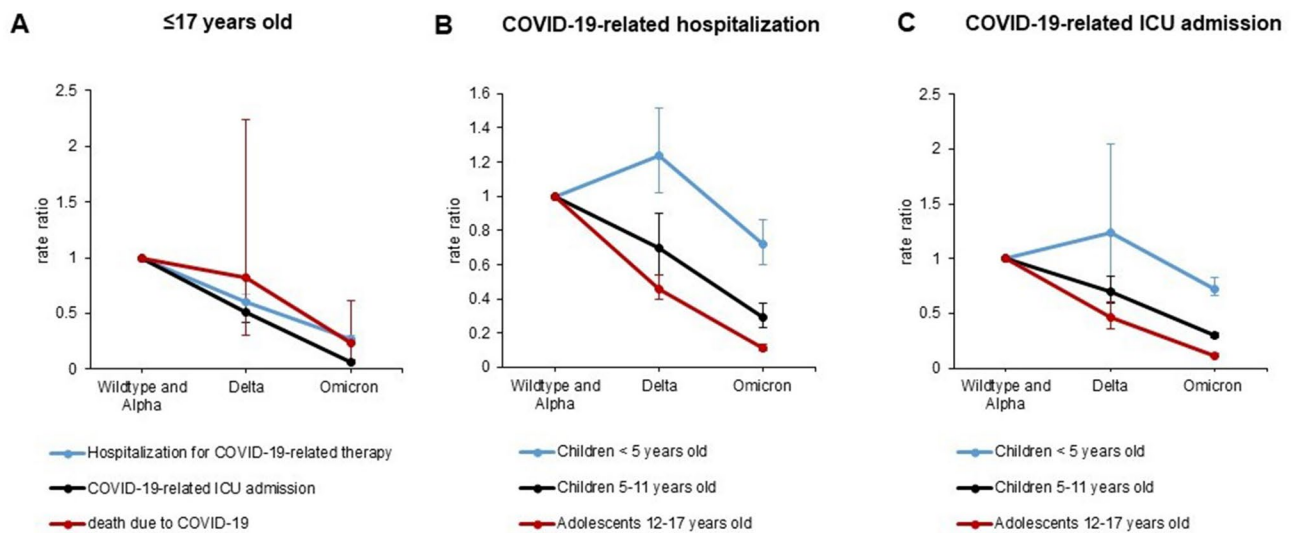 A
≤17 years old
2.5
2
1.5
1
0.5
0
rate ratio
Wildtype and
Alpha
Delta
Omicron
Hospitalization for COVID-19-related therapy
COVID-19-related ICU admission
death due to COVID-19
B
COVID-19-related hospitalization
1.6
1.4
1.2
1
0.8
0.6
0.4
0.2
0
rate ratio
Wildtype and
Alpha
Delta
Omicron
Children < 5 years old
Children 5-11 years old
Adolescents 12-17 years old
C
COVID-19-related ICU admission
2.5
2
1.5
1
0.5
0
rate ratio
Wildtype and
Alpha
Delta
Omicron
Children < 5 years old
Children 5-11 years old
Adolescents 12-17 years old